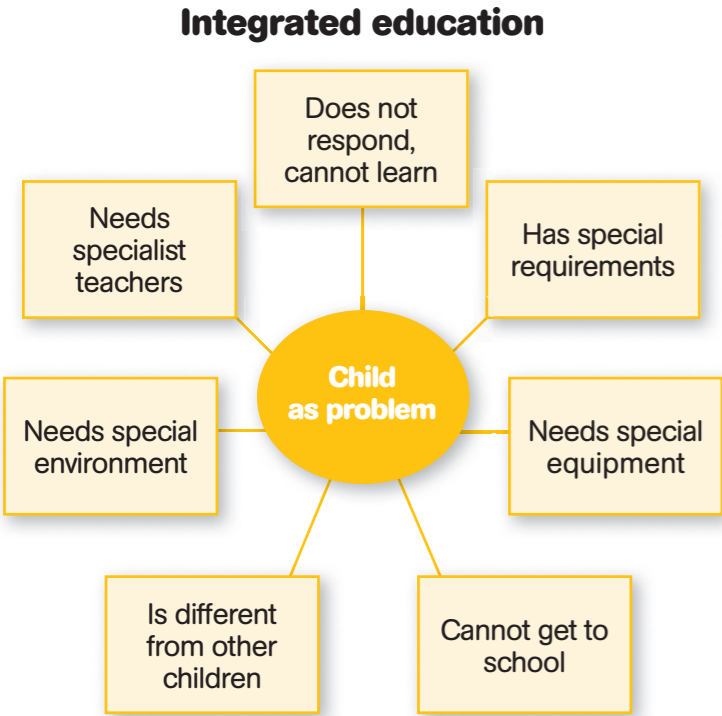 Integrated education
Does not
respond,
cannot learn
Needs
specialist
teachers
Has special
requirements
Child
as problem
Needs special
environment
Needs special
equipment
Is different
from other
children
Cannot get to
school